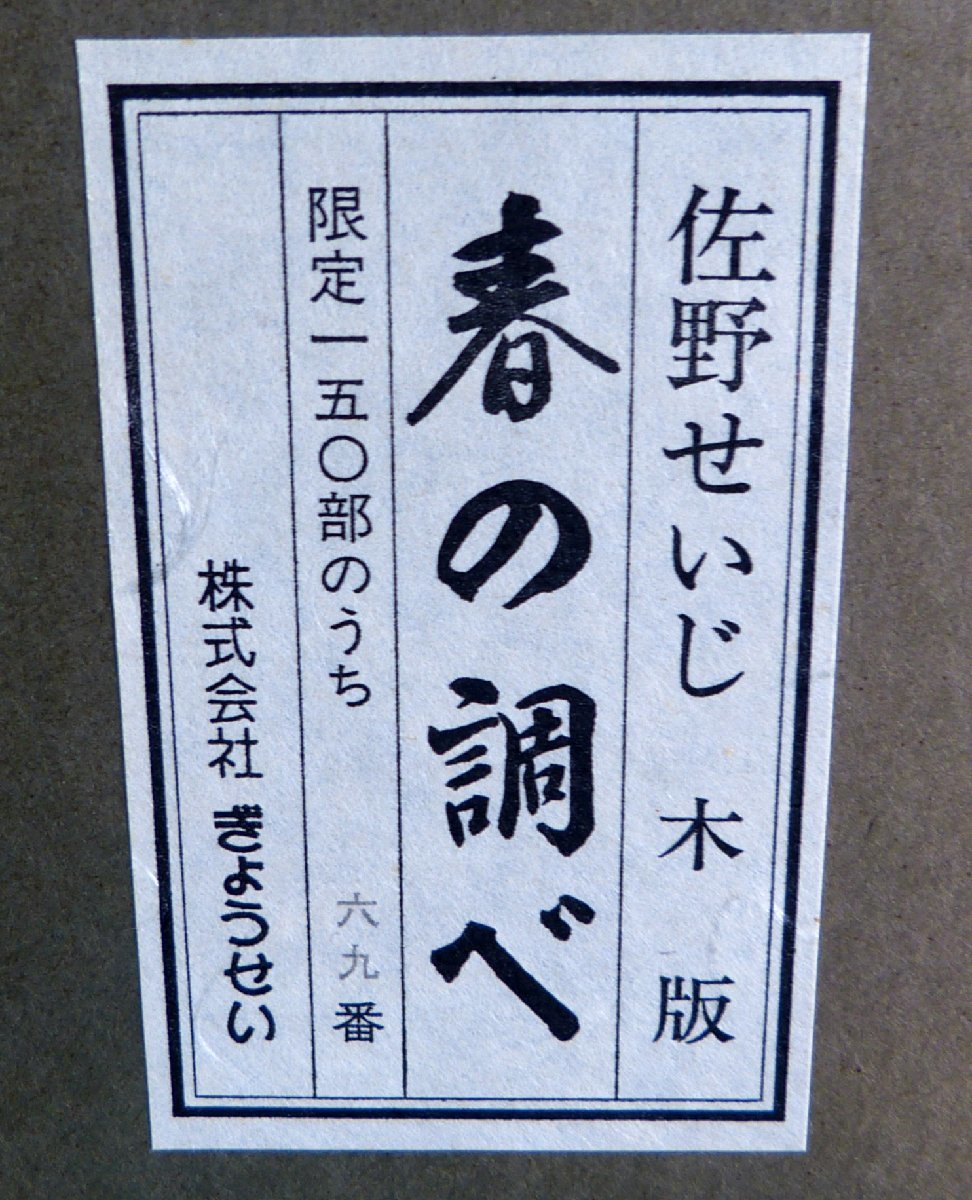 佐野せいじ 木版
春の調べ
限定一五〇部のうち 六九番
株式会社 ぎょうせい